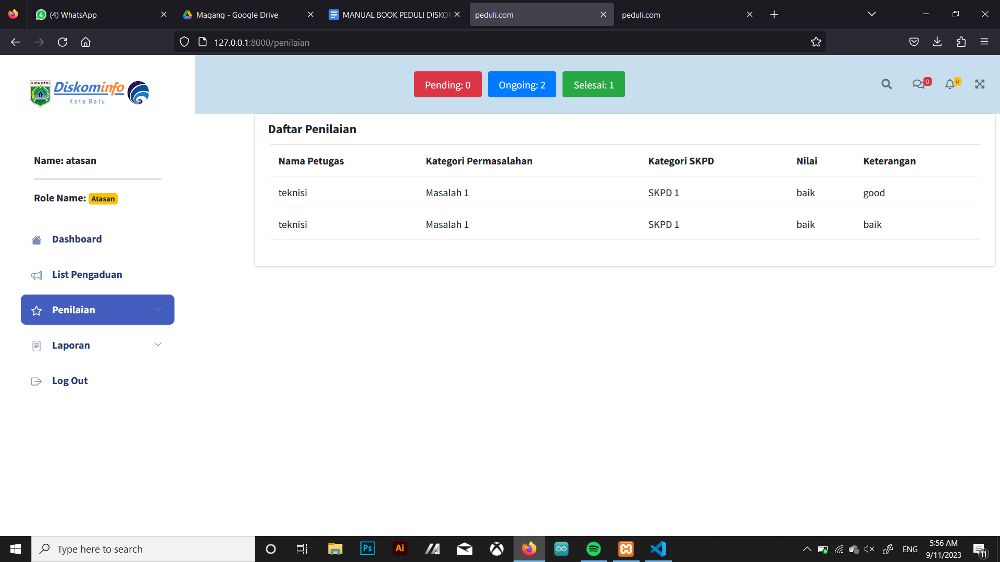 (4) WhatsApp
Magang - Google Drive
MANUAL BOOK PEDULI DISKO
peduli.com
peduli.com
127.0.0.1:8000/penilaian
KOTA BATU
Diskominfo
Kota Batu
Pending: 0
Ongoing: 2
Selesai: 1
0
0
Name: atasan
Role Name: Atasan
Dashboard
List Pengaduan
Penilaian
Laporan
Log Out
Daftar Penilaian
Nama Petugas Kategori Permasalahan Kategori SKPD Nilai Keterangan
teknisi Masalah 1 SKPD 1 baik good
teknisi Masalah 1 SKPD 1 baik baik
Type here to search
Ps
Ai
ENG
5:56 AM
9/11/2023
11